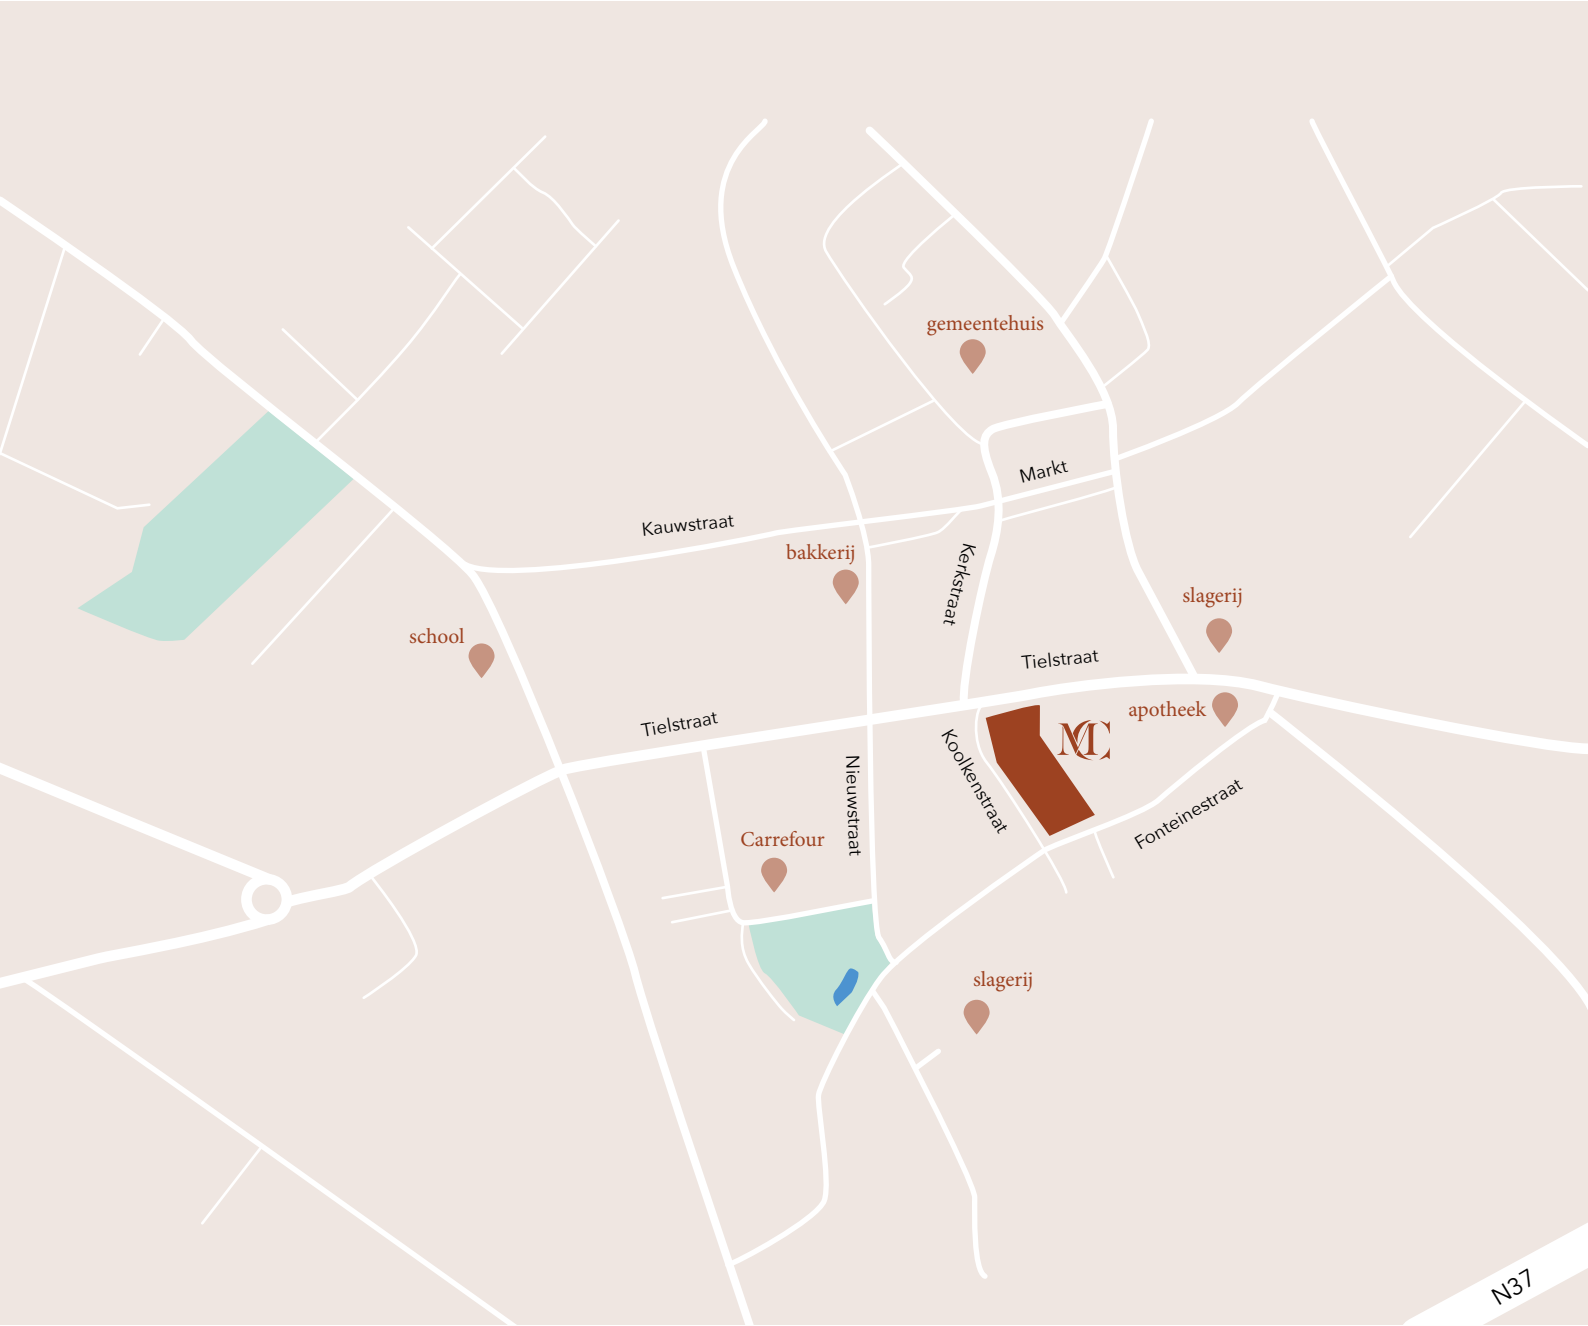 gemeentehuis
Markt
Kauwstraat
bakkerij
Kerkstraat
slagerij
school
Tielstraat
apotheek
Tielstraat
MC
Koolkenstraat
Nieuwstraat
Fonteinestraat
Carrefour
slagerij
N37